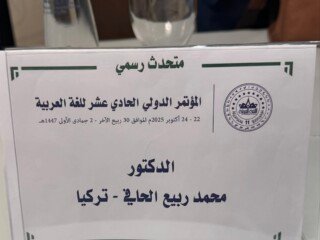 متحدث رسمي
المؤتمر الدولي الحادي عشر للغة العربية
22 - 24 أكتوبر 2025م الموافق 30 ربيع الآخر - 2 جمادى الأولى 1447هـ
الدكتور
محمد ربيع الحافي - تركيا